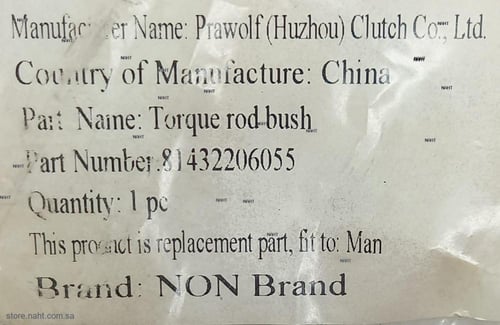 Manufacturer Name: Prawolf (Huzhou) Clutch Co., Ltd.
Country of Manufacture: China
Part Name: Torque rod bush
Part Number.81432206055
Quantity: 1 pc
This product is replacement part, fit to: Man
Brand: NON Brand
store.naht.com.sa